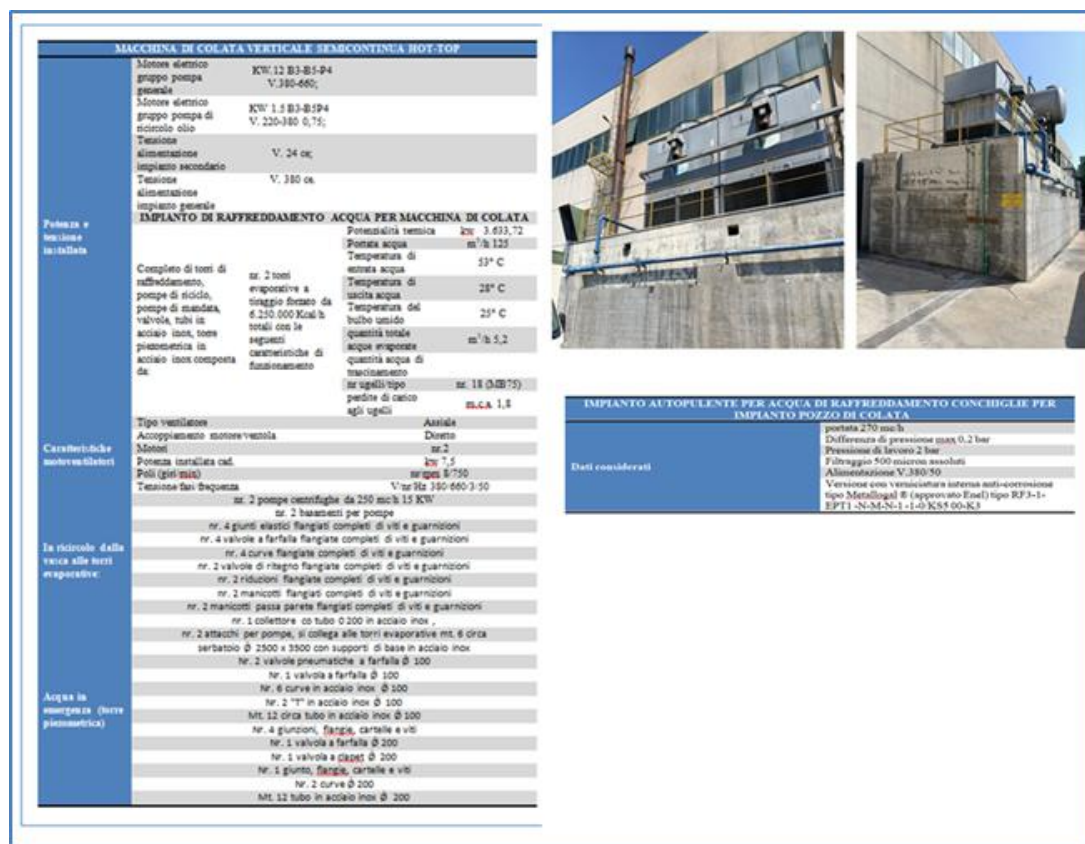 MACCHINA DI COLATA VERTICALE SEMICONTINUA HOT-TOP
Potenza e
tensione
installata
Motore elettrico
gruppo pompa
generale
KW.12 B3-B5-P4
V.380-660;
Motore elettrico
gruppo pompa di
ricircolo olio
KW 1.5 B3-B5P4
V. 220-380 0,75;
Tensione
alimentazione
impianto secondario
V. 24 ce;
Tensione
alimentazione
impianto generale
V. 380 ce.
IMPIANTO DI RAFFREDDAMENTO ACQUA PER MACCHINA DI COLATA
Completo di torri di
raffreddamento,
pompe di riciclo,
pompe di mandata,
valvole, tubi in
acciaio inox, torre
piezometrica in
acciaio inox composta
da:
nr. 2 torri
evaporative a
tiraggio forzato da
6.250.000 Kcal/h
totali con le
seguenti
caratteristiche di
funzionamento
Potenzialità termica kw 3.633,72
Portata acqua m³/h 125
Temperatura di
entrata acqua
53° C
Temperatura di
uscita acqua
28° C
Temperatura del
bulbo umido
25° C
quantità totale
acque evaporate
m³/h 5,2
quantità acqua di
trascinamento
nr ugelli/tipo nr. 18 (MB75)
perdite di carico
agli ugelli
m.c.a. 1,8
Caratteristiche
motoventilatori
Tipo ventilatore Assiale
Accoppiamento motore/ventola Diretto
Motori nr.2
Potenza installata cad. kw 7,5
Poli (giri/min) nr/rpm 8/750
Tensione/fasi frequenza V/nr/Hz 380/660/3/50
In ricircolo dalla
vasca alle torri
evaporative:
nr. 2 pompe centrifughe da 250 mc/h 15 KW
nr. 2 basamenti per pompe
nr. 4 giunti elastici flangiati completi di viti e guarnizioni
nr. 4 valvole a farfalla flangiate completi di viti e guarnizioni
nr. 4 curve flangiate completi di viti e guarnizioni
nr. 2 valvole di ritegno flangiate completi di viti e guarnizioni
nr. 2 riduzioni flangiate completi di viti e guarnizioni
nr. 2 manicotti flangiati completi di viti e guarnizioni
nr. 2 manicotti passa parete flangiati completi di viti e guarnizioni
nr. 1 collettore co tubo 0 200 in acciaio inox ,
nr. 2 attacchi per pompe, si collega alle torri evaporative mt. 6 circa
Acqua in
emergenza (torre
piezometrica)
serbatoio Ø 2500 x 3500 con supporti di base in acciaio inox
Nr. 2 valvole pneumatiche a farfalla Ø 100
Nr. 1 valvola a farfalla Ø 100
Nr. 6 curve in acciaio inox Ø 100
Nr. 2 "T" in acciaio inox Ø 100
Mt. 12 circa tubo in acciaio inox Ø 100
Nr. 4 giunzioni, flangie, cartelle e viti
Nr. 1 valvola a farfalla Ø 200
Nr. 1 valvola a clapet Ø 200
Nr. 1 giunto, flangie, cartelle e viti
Nr. 2 curve Ø 200
Mt. 12 tubo in acciaio inox Ø 200
IMPIANTO AUTOPULENTE PER ACQUA DI RAFFREDDAMENTO CONCHIGLIE PER
IMPIANTO POZZO DI COLATA
Dati considerati
portata 270 mc/h
Differenza di pressione max 0,2 bar
Pressione di lavoro 2 bar
Filtraggio 500 micron assoluti
Alimentazione V.380/50
Versione con verniciatura interna anti-corrosione
tipo Metallogal ® (approvato Enel) tipo RF3-1-
EPT1 -N-M-N-1 -1-0/KS5 00-K3